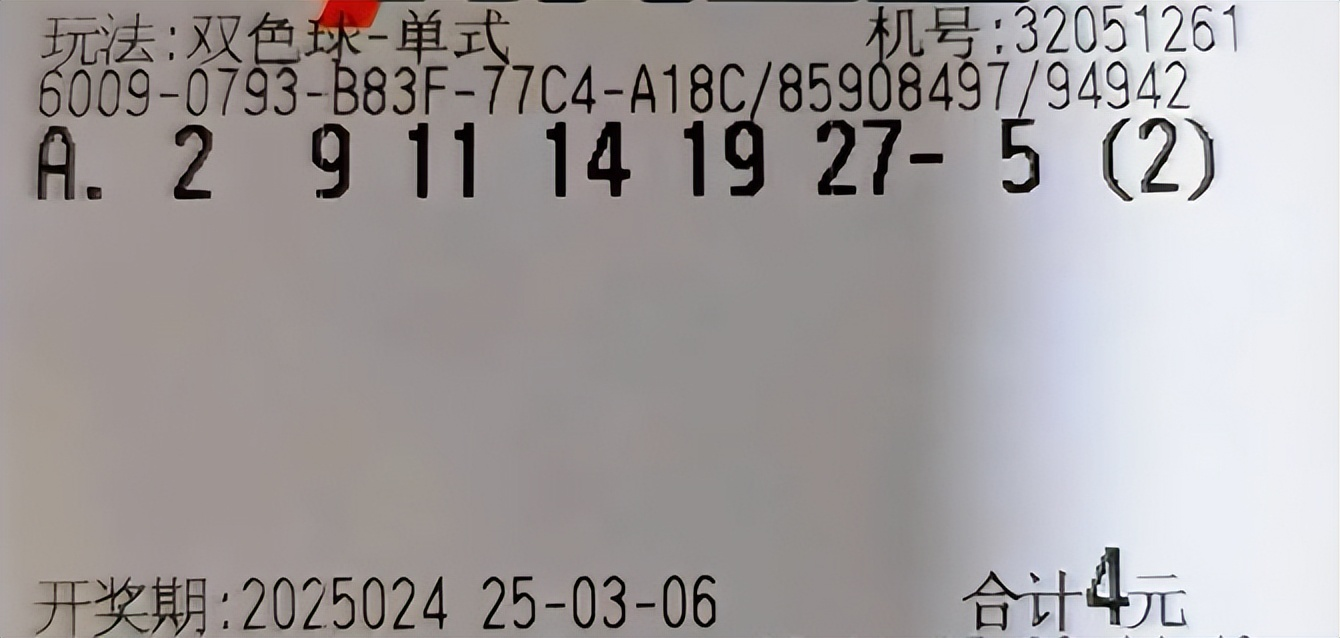 玩法:双色球-单式 机号:32051261
6009-0793-B83F-77C4-A18C/85908497/94942
A. 2 9 11 14 19 27- 5 (2)
开奖期:2025024 25-03-06 合计4元